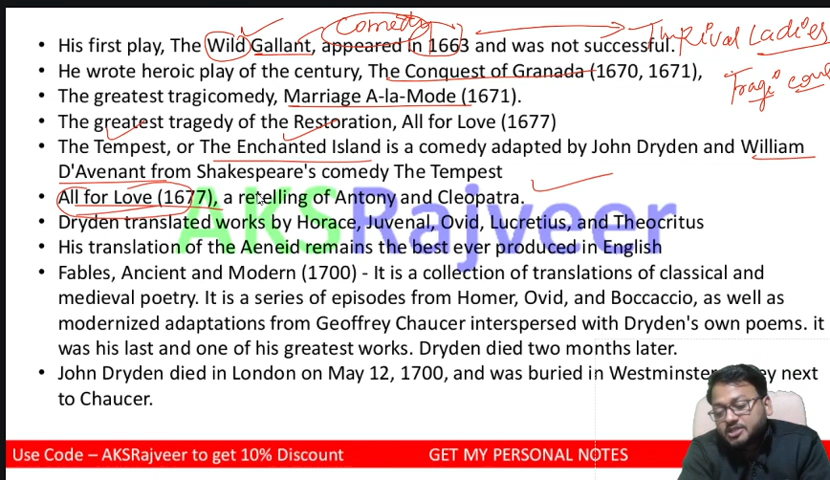 Comedy
• His first play, The Wild Gallant, appeared in 1663 and was not successful.
The Rival Ladies
• He wrote heroic play of the century, The Conquest of Granada (1670, 1671),
Tragi com
• The greatest tragicomedy, Marriage A-la-Mode (1671).
• The greatest tragedy of the Restoration, All for Love (1677)
• The Tempest, or The Enchanted Island is a comedy adapted by John Dryden and William
D'Avenant from Shakespeare's comedy The Tempest
• All for Love (1677), a retelling of Antony and Cleopatra.
AKSRajveer
• Dryden translated works by Horace, Juvenal, Ovid, Lucretius, and Theocritus
• His translation of the Aeneid remains the best ever produced in English
• Fables, Ancient and Modern (1700) - It is a collection of translations of classical and
medieval poetry. It is a series of episodes from Homer, Ovid, and Boccaccio, as well as
modernized adaptations from Geoffrey Chaucer interspersed with Dryden's own poems. it
was his last and one of his greatest works. Dryden died two months later.
• John Dryden died in London on May 12, 1700, and was buried in Westminster ey next
to Chaucer.
Use Code – AKSRajveer to get 10% Discount
GET MY PERSONAL NOTES